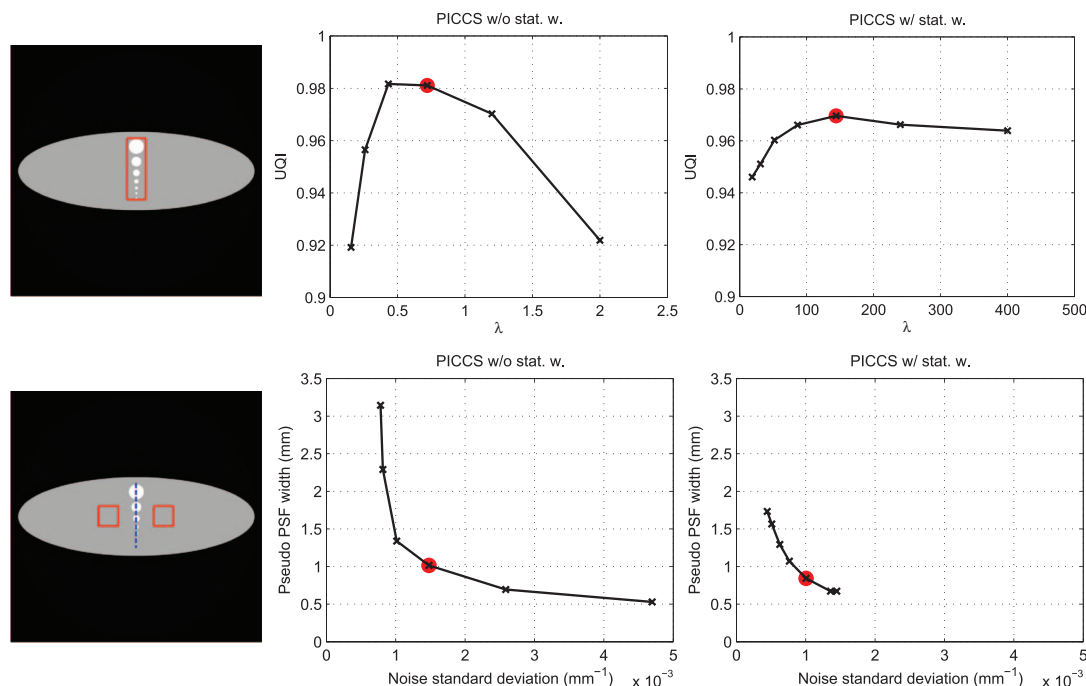 PICCS w/o stat. w.
1
0.98
0.96
0.94
0.92
0.9
UQI
0 0.5 1 1.5 2 2.5
λ
PICCS w/ stat. w.
1
0.98
0.96
0.94
0.92
0.9
UQI
0 100 200 300 400 500
λ
PICCS w/o stat. w.
3.5
3
2.5
2
1.5
1
0.5
0
Pseudo PSF width (mm)
0 1 2 3 4 5
Noise standard deviation (mm⁻¹) x 10⁻³
PICCS w/ stat. w.
3.5
3
2.5
2
1.5
1
0.5
0
Pseudo PSF width (mm)
0 1 2 3 4 5
Noise standard deviation (mm⁻¹) x 10⁻³